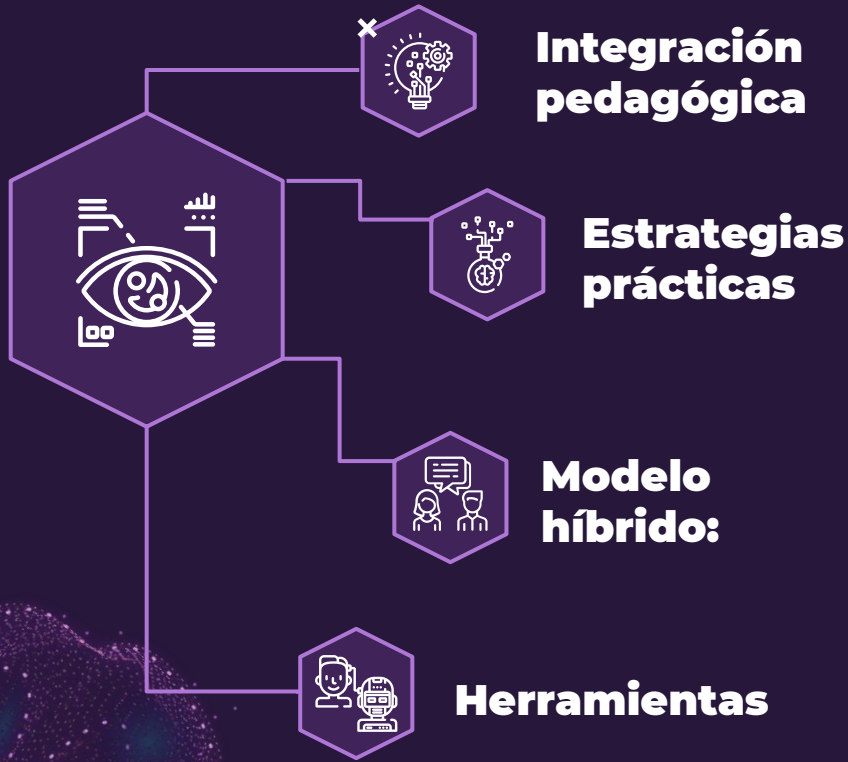 Integración
pedagógica
Estrategias
prácticas
Modelo
híbrido:
Herramientas